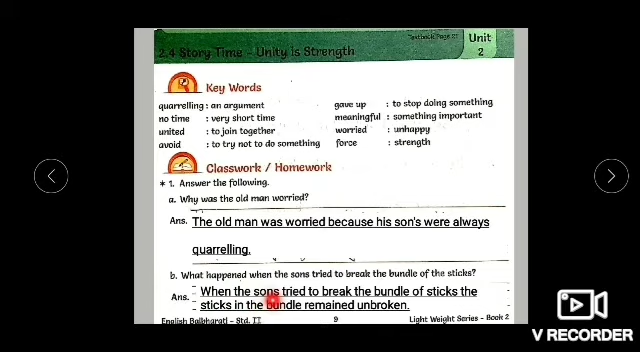 Textbook Page 27
Unit
2
2.4 Story Time - Unity is Strength
Key Words
quarrelling : an argument
no time : very short time
united : to join together
avoid : to try not to do something
gave up : to stop doing something
meaningful : something important
worried : unhappy
force : strength
Classwork / Homework
* 1. Answer the following.
a. Why was the old man worried?
Ans. The old man was worried because his son's were always
quarrelling.
b. What happened when the sons tried to break the bundle of the sticks?
Ans. When the sons tried to break the bundle of sticks the
sticks in the bundle remained unbroken.
English Balbharati - Std. II
9
Light Weight Series - Book 2
V RECORDER